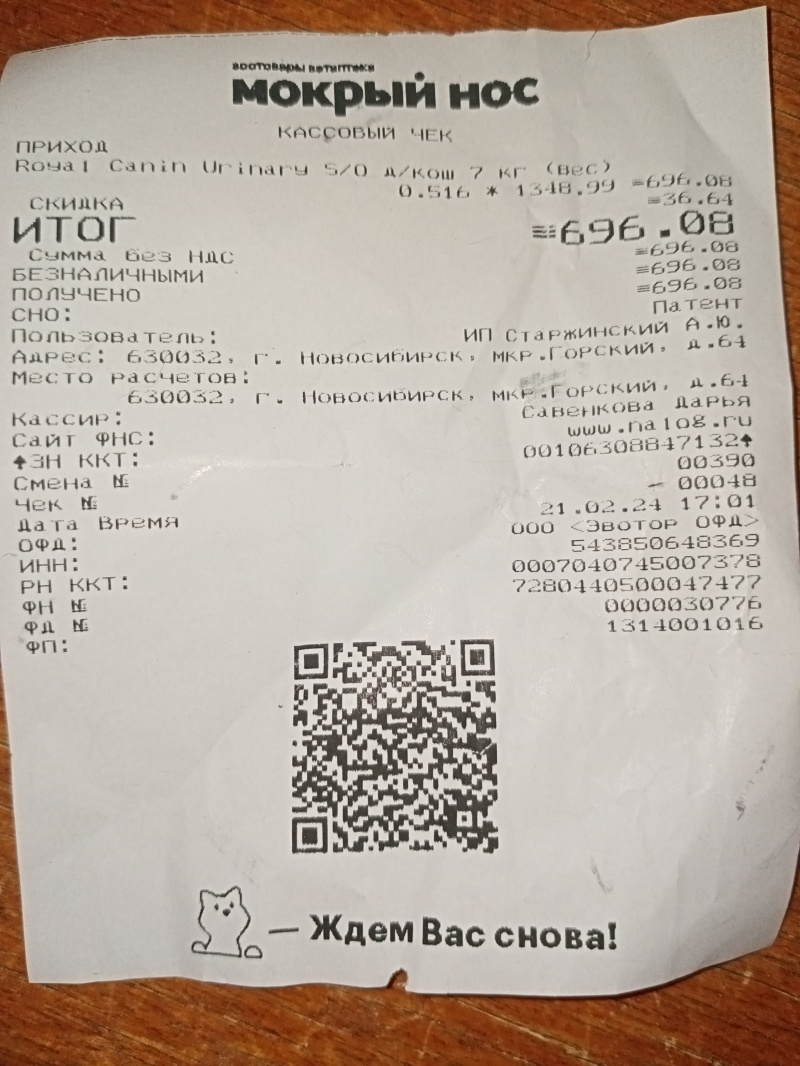 зоотовары ветаптека
мокрый нос
КАССОВЫЙ ЧЕК
ПРИХОД
Royal Canin Urinary S/O д/кош 7 кг (вес)
0.516 * 1348.99 =696.08
СКИДКА =36.64
ИТОГ =696.08
Сумма без НДС =696.08
БЕЗНАЛИЧНЫМИ =696.08
ПОЛУЧЕНО =696.08
СНО: Патент
Пользователь: ИП Старжинский А.Ю.
Адрес: 630032, г. Новосибирск, мкр.Горский, д.64
Место расчетов:
630032, г. Новосибирск, мкр.Горский, д.64
Кассир: Савенкова Дарья
Сайт ФНС: www.nalog.ru
↑ЗН ККТ: 00106308847132↑
Смена № 00390
Чек № 00048
Дата Время 21.02.24 17:01
ОФД: ООО <Эвотор ОФД>
ИНН: 543850648369
РН ККТ: 0007040745007378
ФН № 7280440500047477
ФД № 0000030776
ФП: 1314001016
— Ждем Вас снова!